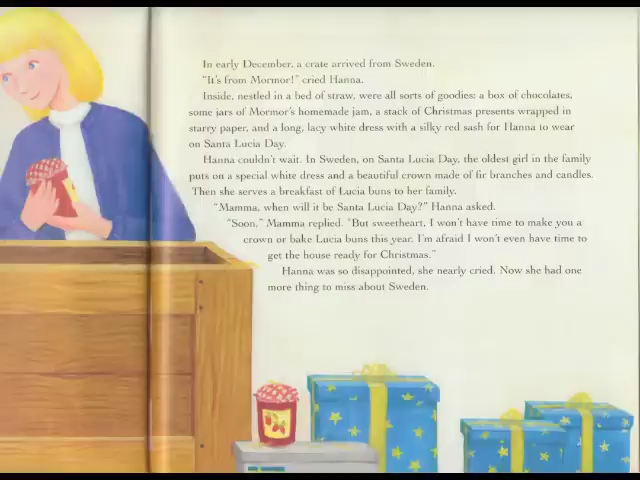 In early December, a crate arrived from Sweden.
"It's from Mormor!" cried Hanna.
Inside, nestled in a bed of straw, were all sorts of goodies: a box of chocolates,
some jars of Mormor's homemade jam, a stack of Christmas presents wrapped in
starry paper, and a long, lacy white dress with a silky red sash for Hanna to wear
on Santa Lucia Day.
Hanna couldn't wait. In Sweden, on Santa Lucia Day, the oldest girl in the family
puts on a special white dress and a beautiful crown made of fir branches and candles.
Then she serves a breakfast of Lucia buns to her family.
"Mamma, when will it be Santa Lucia Day?" Hanna asked.
"Soon," Mamma replied. "But sweetheart, I won't have time to make you a
crown or bake Lucia buns this year. I'm afraid I won't even have time to
get the house ready for Christmas."
Hanna was so disappointed, she nearly cried. Now she had one
more thing to miss about Sweden.